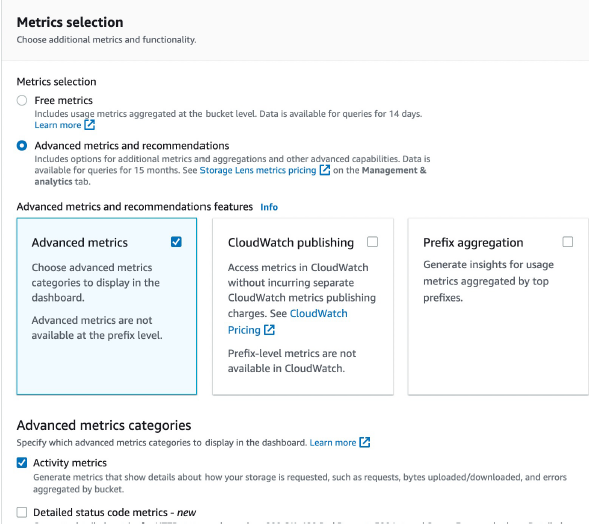 Metrics selection
Choose additional metrics and functionality.
Metrics selection
Free metrics
Includes usage metrics aggregated at the bucket level. Data is available for queries for 14 days.
Learn more
Advanced metrics and recommendations
Includes options for additional metrics and aggregations and other advanced capabilities. Data is
available for queries for 15 months. See Storage Lens metrics pricing on the Management &
analytics tab.
Advanced metrics and recommendations features Info
Advanced metrics
Choose advanced metrics
categories to display in the
dashboard.
Advanced metrics are not
available at the prefix level.
CloudWatch publishing
Access metrics in CloudWatch
without incurring separate
CloudWatch metrics publishing
charges. See CloudWatch
Pricing
Prefix-level metrics are not
available in CloudWatch.
Prefix aggregation
Generate insights for usage
metrics aggregated by top
prefixes.
Advanced metrics categories
Specify which advanced metrics categories to display in the dashboard. Learn more
Activity metrics
Generate metrics that show details about how your storage is requested, such as requests, bytes uploaded/downloaded, and errors
aggregated by bucket.
Detailed status code metrics - new